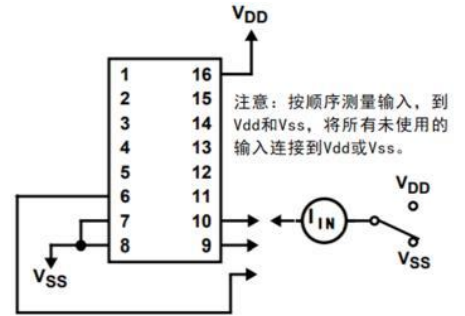 VDD
1 16
2 15
3 14
4 13
5 12
6 11
7 10
8 9
VSS
注意：按顺序测量输入，到
Vdd和Vss，将所有未使用的
输入连接到Vdd或Vss。
IIN
VDD
VSS